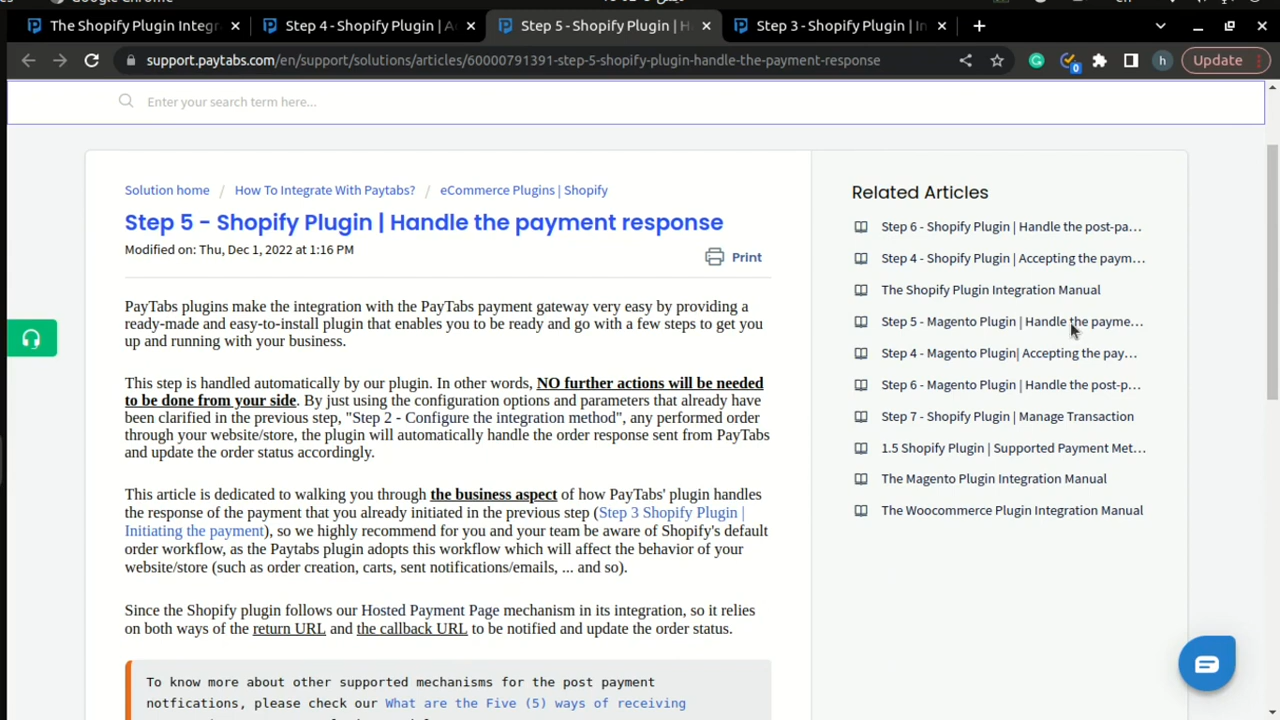 Google Chrome
The Shopify Plugin Integr
Step 4 - Shopify Plugin | A
Step 5 - Shopify Plugin | H
Step 3 - Shopify Plugin | In
support.paytabs.com/en/support/solutions/articles/60000791391-step-5-shopify-plugin-handle-the-payment-response
0
h
Update
Enter your search term here...
Solution home / How To Integrate With Paytabs? / eCommerce Plugins | Shopify
Step 5 - Shopify Plugin | Handle the payment response
Modified on: Thu, Dec 1, 2022 at 1:16 PM
Print
PayTabs plugins make the integration with the PayTabs payment gateway very easy by providing a
ready-made and easy-to-install plugin that enables you to be ready and go with a few steps to get you
up and running with your business.
This step is handled automatically by our plugin. In other words, NO further actions will be needed
to be done from your side. By just using the configuration options and parameters that already have
been clarified in the previous step, "Step 2 - Configure the integration method", any performed order
through your website/store, the plugin will automatically handle the order response sent from PayTabs
and update the order status accordingly.
This article is dedicated to walking you through the business aspect of how PayTabs' plugin handles
the response of the payment that you already initiated in the previous step (Step 3 Shopify Plugin |
Initiating the payment), so we highly recommend for you and your team be aware of Shopify's default
order workflow, as the Paytabs plugin adopts this workflow which will affect the behavior of your
website/store (such as order creation, carts, sent notifications/emails, ... and so).
Since the Shopify plugin follows our Hosted Payment Page mechanism in its integration, so it relies
on both ways of the return URL and the callback URL to be notified and update the order status.
To know more about other supported mechanisms for the post payment
notfications, please check our What are the Five (5) ways of receiving
Related Articles
Step 6 - Shopify Plugin | Handle the post-pa...
Step 4 - Shopify Plugin | Accepting the paym...
The Shopify Plugin Integration Manual
Step 5 - Magento Plugin | Handle the payme...
Step 4 - Magento Plugin| Accepting the pay...
Step 6 - Magento Plugin | Handle the post-p...
Step 7 - Shopify Plugin | Manage Transaction
1.5 Shopify Plugin | Supported Payment Met...
The Magento Plugin Integration Manual
The Woocommerce Plugin Integration Manual